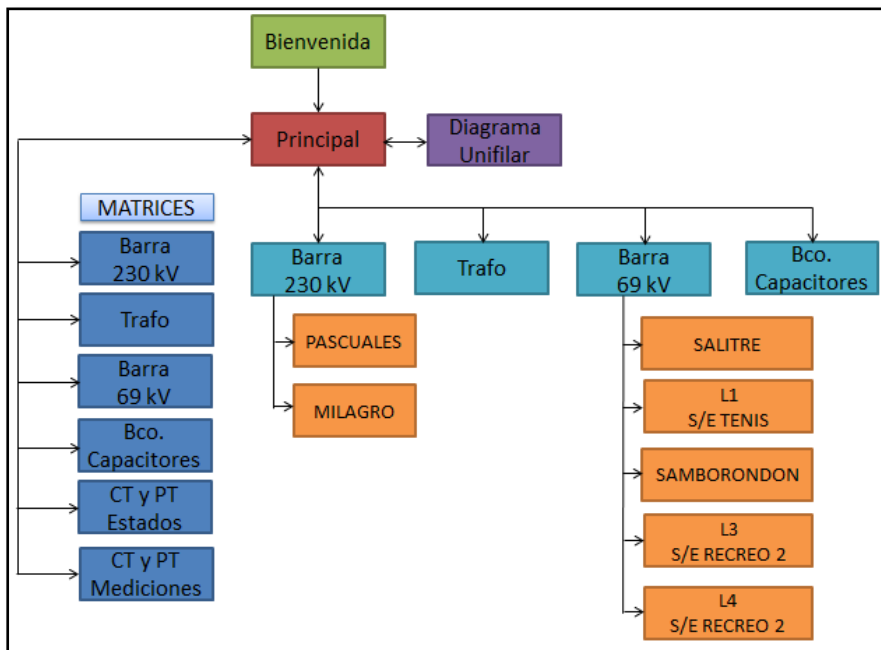 Bienvenida
Principal
Diagrama
Unifilar
MATRICES
Barra
230 kV
Trafo
Barra
69 kV
Bco.
Capacitores
CT y PT
Estados
CT y PT
Mediciones
Barra
230 kV
PASCUALES
MILAGRO
Trafo
Barra
69 kV
SALITRE
L1
S/E TENIS
SAMBORONDON
L3
S/E RECREO 2
L4
S/E RECREO 2
Bco.
Capacitores